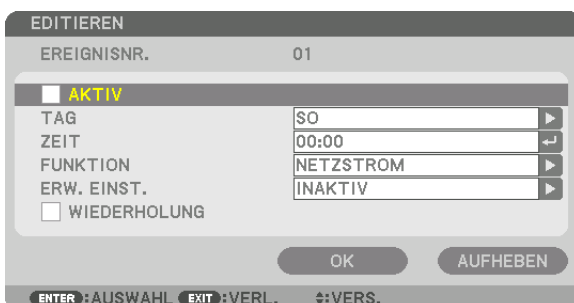 EDITIEREN
EREIGNISNR. 01
AKTIV
TAG SO
ZEIT 00:00
FUNKTION NETZSTROM
ERW. EINST. INAKTIV
WIEDERHOLUNG
OK AUFHEBEN
ENTER :AUSWAHL EXIT :VERL. :VERS.